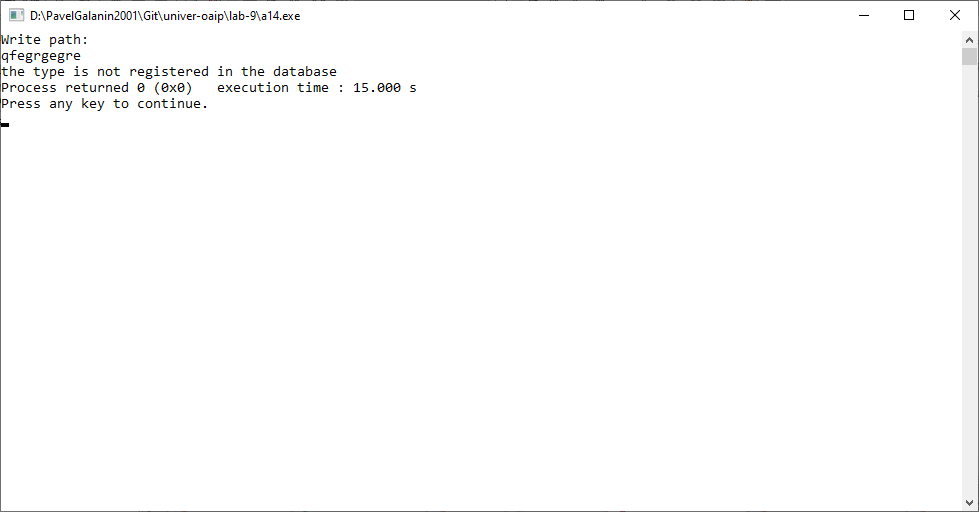 D:\PavelGalanin2001\Git\univer-oaip\lab-9\a14.exe
Write path:
qfegrgegre
the type is not registered in the database
Process returned 0 (0x0)   execution time : 15.000 s
Press any key to continue.